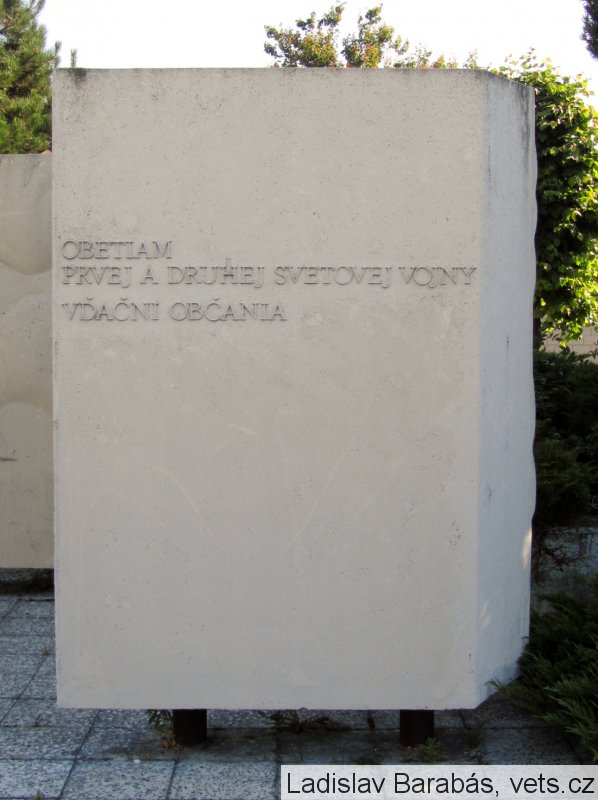 OBETIAM
PRVEJ A DRUHEJ SVETOVEJ VOJNY
VĎAČNI OBČANIA
Ladislav Barabás, vets.cz